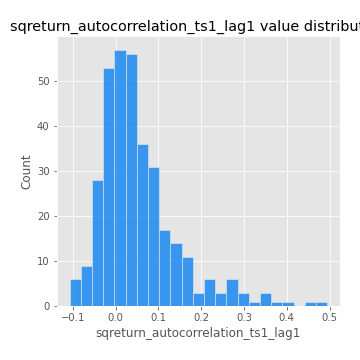 sqreturn_autocorrelation_ts1_lag1 value distribut
50
40
30
20
10
0
Count
−0.1 0.0 0.1 0.2 0.3 0.4 0.5
sqreturn_autocorrelation_ts1_lag1